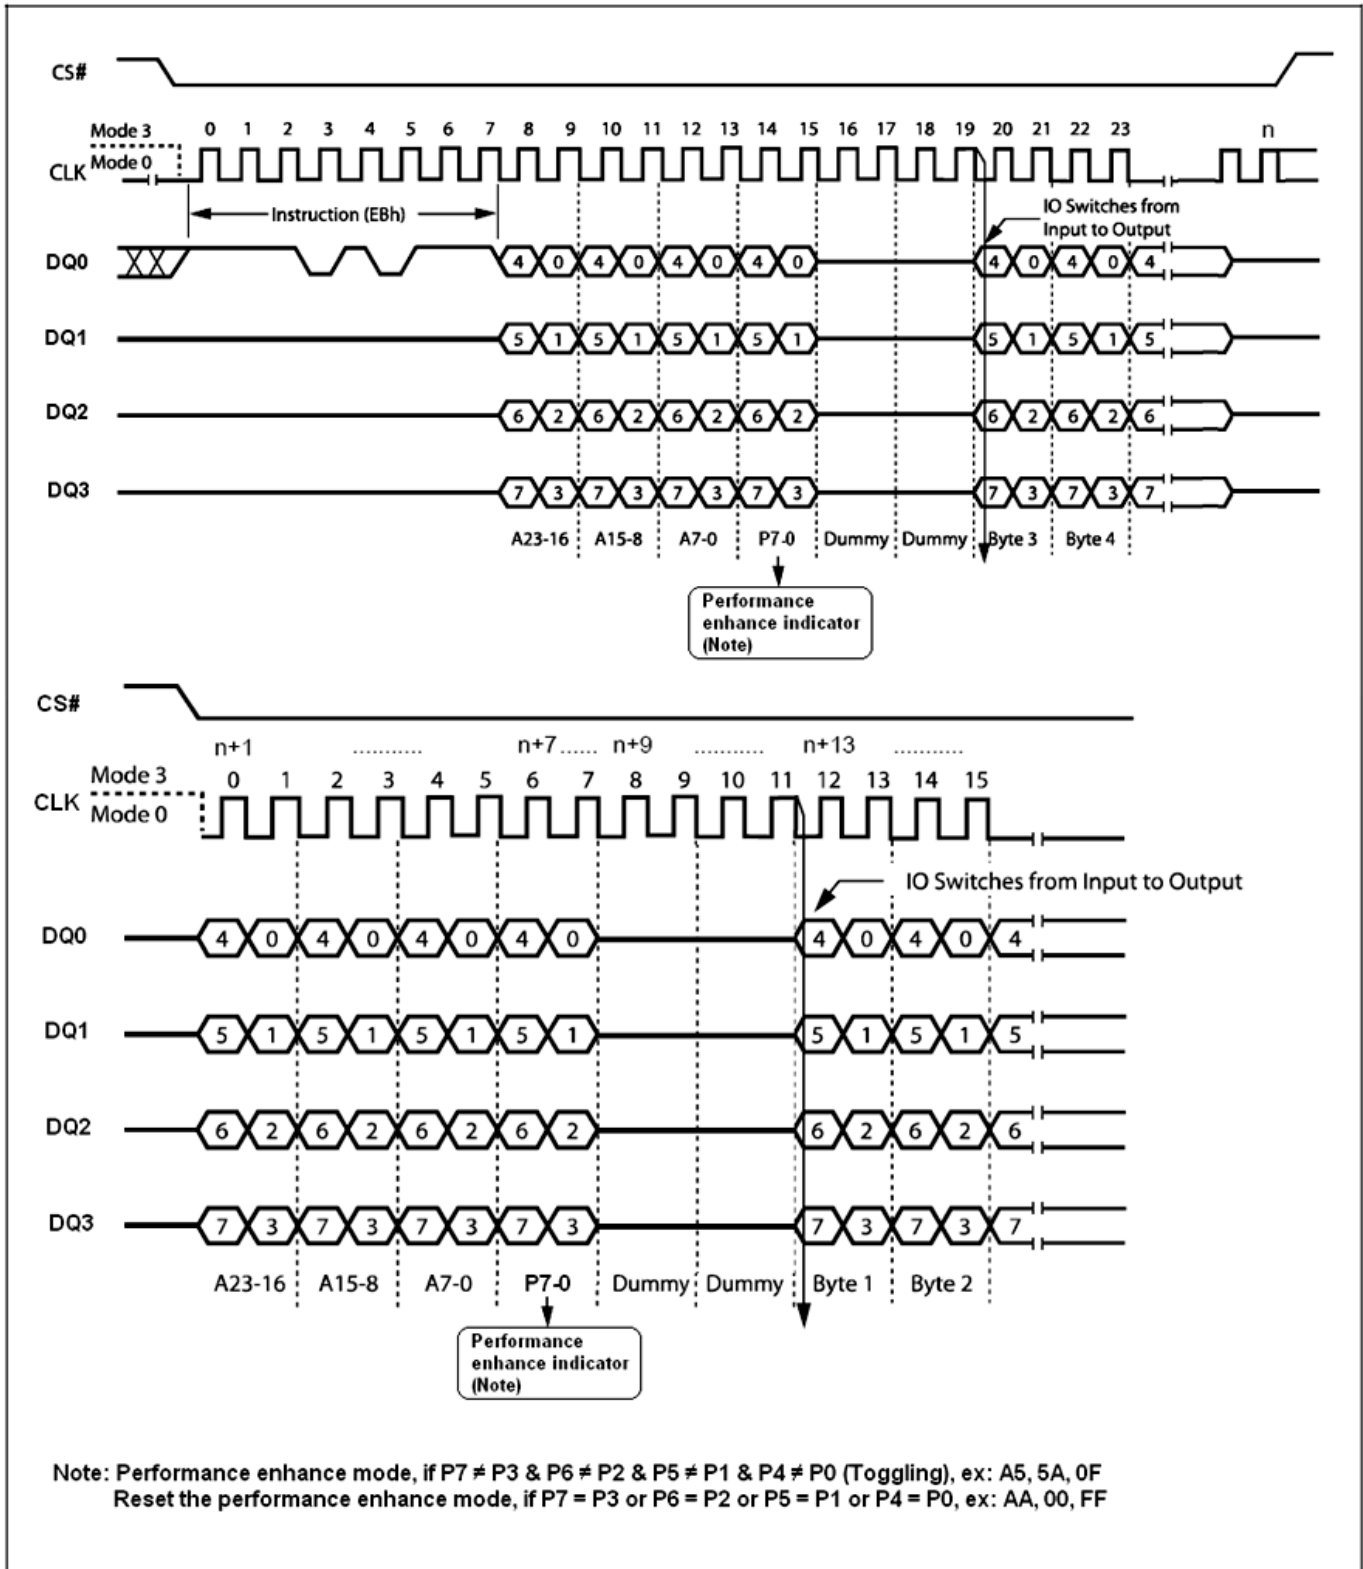 CS#
Mode 3
Mode 0
CLK
0 1 2 3 4 5 6 7 8 9 10 11 12 13 14 15 16 17 18 19 20 21 22 23 n
Instruction (EBh)
IO Switches from
Input to Output
DQ0 4 0 4 0 4 0 4 0 4 0 4 0 4
DQ1 5 1 5 1 5 1 5 1 5 1 5 1 5
DQ2 6 2 6 2 6 2 6 2 6 2 6 2 6
DQ3 7 3 7 3 7 3 7 3 7 3 7 3 7
A23-16 A15-8 A7-0 P7-0 Dummy Dummy Byte 3 Byte 4
Performance
enhance indicator
(Note)
CS#
n+1 ........... n+7 ...... n+9 ........... n+13 ...........
Mode 3
Mode 0
CLK
0 1 2 3 4 5 6 7 8 9 10 11 12 13 14 15
IO Switches from Input to Output
DQ0 4 0 4 0 4 0 4 0 4 0 4 0 4
DQ1 5 1 5 1 5 1 5 1 5 1 5 1 5
DQ2 6 2 6 2 6 2 6 2 6 2 6 2 6
DQ3 7 3 7 3 7 3 7 3 7 3 7 3 7
A23-16 A15-8 A7-0 P7-0 Dummy Dummy Byte 1 Byte 2
Performance
enhance indicator
(Note)
Note: Performance enhance mode, if P7 ≠ P3 & P6 ≠ P2 & P5 ≠ P1 & P4 ≠ P0 (Toggling), ex: A5, 5A, 0F
Reset the performance enhance mode, if P7 = P3 or P6 = P2 or P5 = P1 or P4 = P0, ex: AA, 00, FF